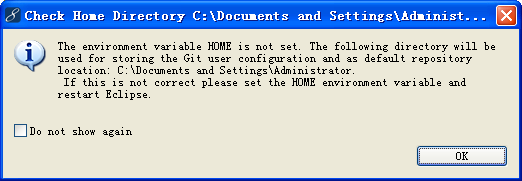 Check Home Directory C:\Documents and Settings\Administ...
The environment variable HOME is not set. The following directory will be
used for storing the Git user configuration and as default repository
location: C:\Documents and Settings\Administrator.
If this is not correct please set the HOME environment variable and
restart Eclipse.
Do not show again
OK